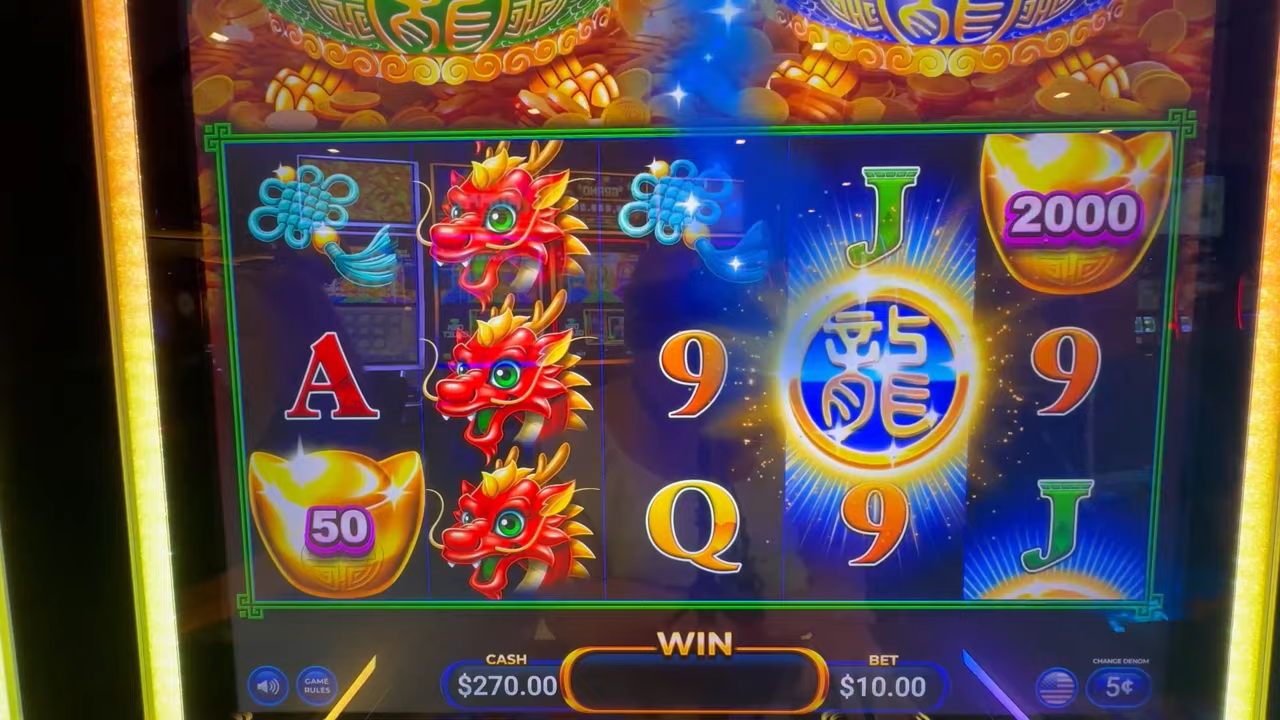 J
2000
A
9
龍
9
50
Q
9
J
WIN
CASH
BET
CHANGE DENOM
GAME
RULES
$270.00
$10.00
5¢